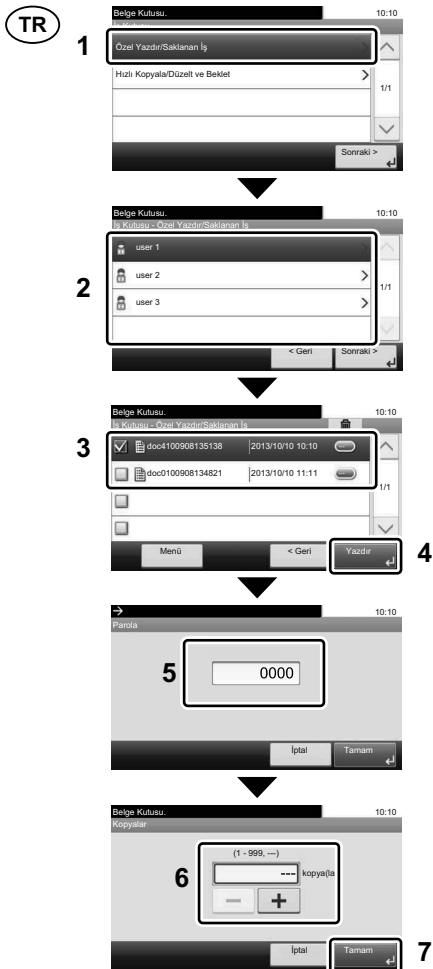 TR
1
Belge Kutusu. 10:10
Özel Yazdır/Saklanan İş
Hızlı Kopyala/Düzelt ve Beklet
1/1
Sonraki >
2
Belge Kutusu. 10:10
İş Kutusu - Özel Yazdır/Saklanan İş
user 1
user 2
user 3
1/1
< Geri Sonraki >
3
Belge Kutusu. 10:10
İş Kutusu - Özel Yazdır/Saklanan İş
doc4100908135138 2013/10/10 10:10
doc0100908134821 2013/10/10 11:11
1/1
Menü < Geri Yazdır
4
10:10
Parola
5
0000
İptal Tamam
Belge Kutusu. 10:10
Kopyalar
6
(1 - 999, ---)
--- kopya(la
İptal Tamam
7